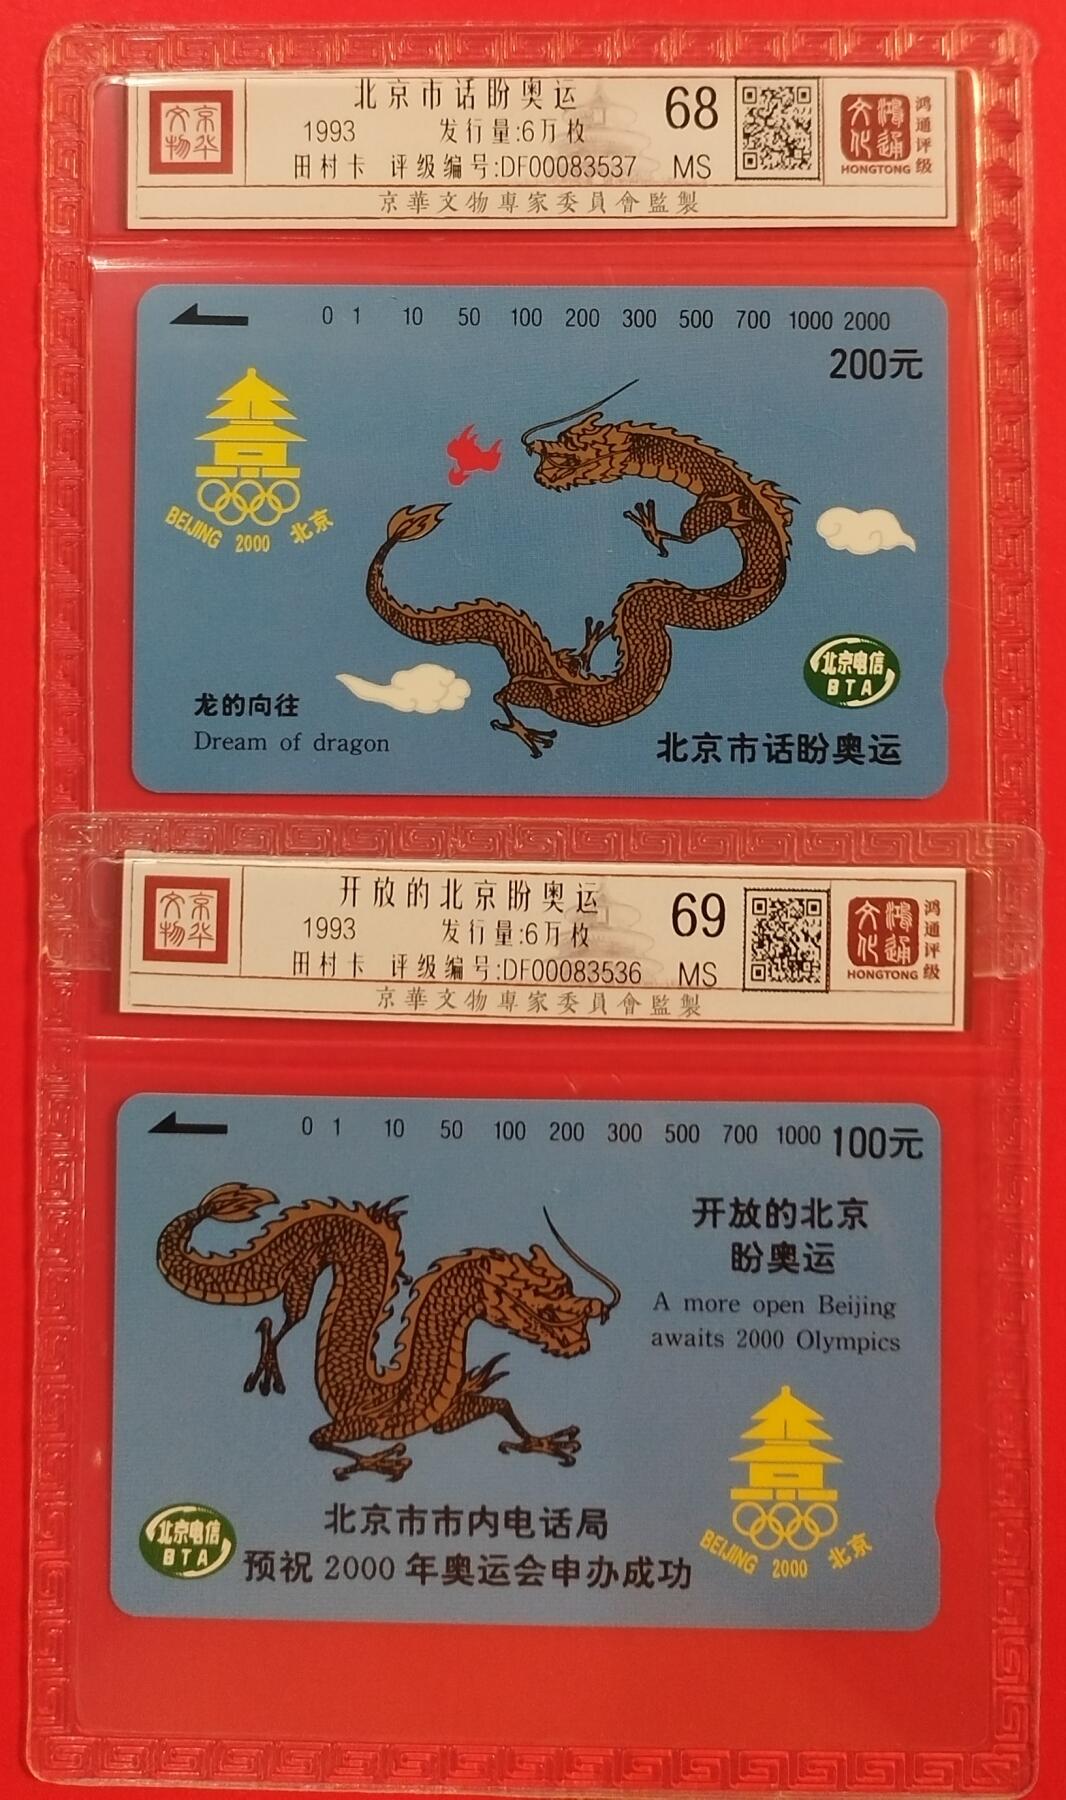 北京市话盼奥运
1993 发行量:6万枚
田村卡 评级编号:DF00083537
68
MS
京华文物
鸿通文化
HONGTONG
鸿通评级
京華文物專家委員會監製
0 1 10 50 100 200 300 500 700 1000 2000
200元
BEIJING 2000 北京
北京电信
BTA
龙的向往
Dream of dragon
北京市话盼奥运
开放的北京盼奥运
1993 发行量:6万枚
田村卡 评级编号:DF00083536
69
MS
京华文物
鸿通文化
HONGTONG
鸿通评级
京華文物專家委員會監製
0 1 10 50 100 200 300 500 700 1000
100元
开放的北京
盼奥运
A more open Beijing
awaits 2000 Olympics
BEIJING 2000 北京
北京电信
BTA
北京市市内电话局
预祝2000年奥运会申办成功